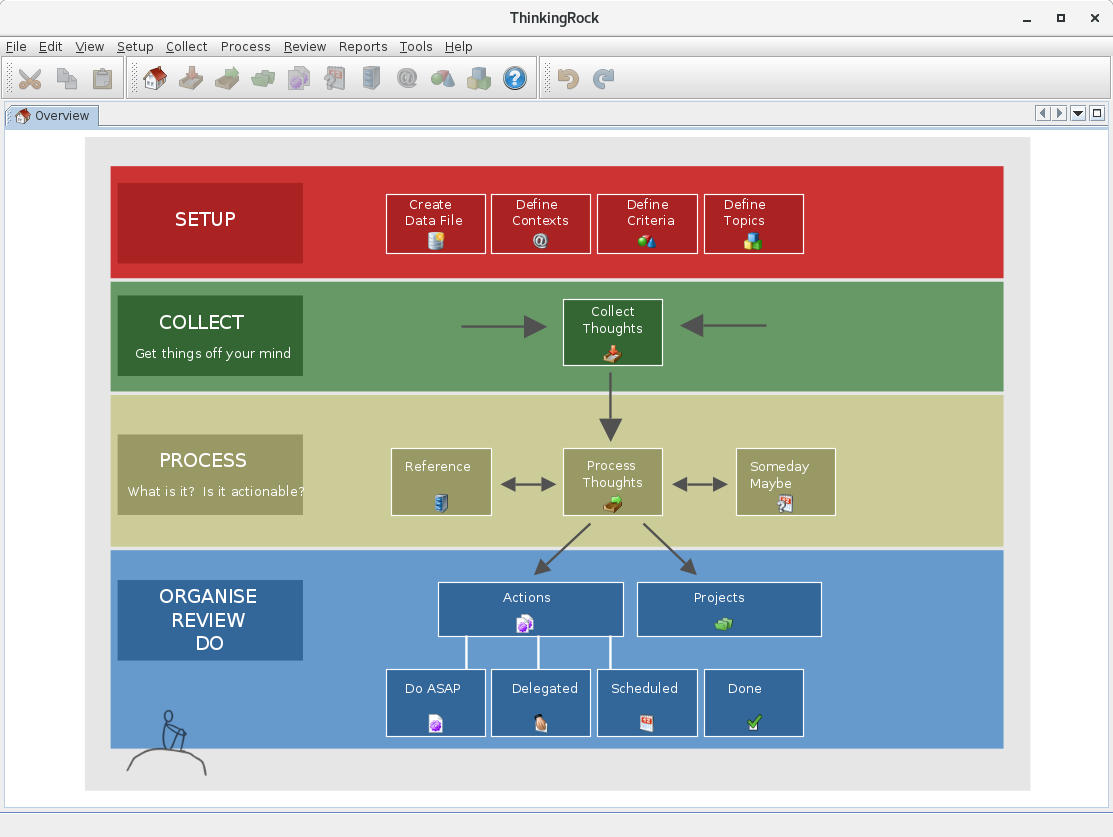 ThinkingRock
File Edit View Setup Collect Process Review Reports Tools Help
Overview
SETUP
Create
Data File
Define
Contexts
Define
Criteria
Define
Topics
COLLECT
Get things off your mind
Collect
Thoughts
PROCESS
What is it?  Is it actionable?
Reference
Process
Thoughts
Someday
Maybe
ORGANISE
REVIEW
DO
Actions
Projects
Do ASAP
Delegated
Scheduled
Done